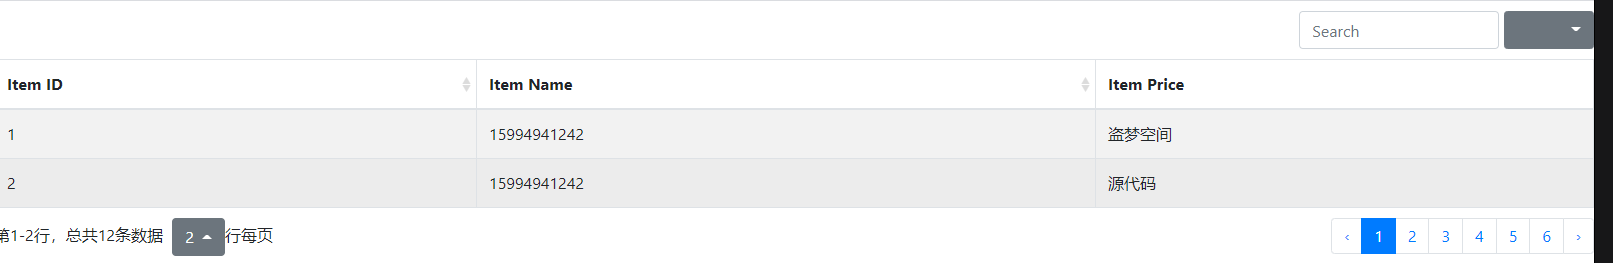 Search
Item ID Item Name Item Price
1 15994941242 盗梦空间
2 15994941242 源代码
第1-2行，总共12条数据 2 行每页 ‹ 1 2 3 4 5 6 ›